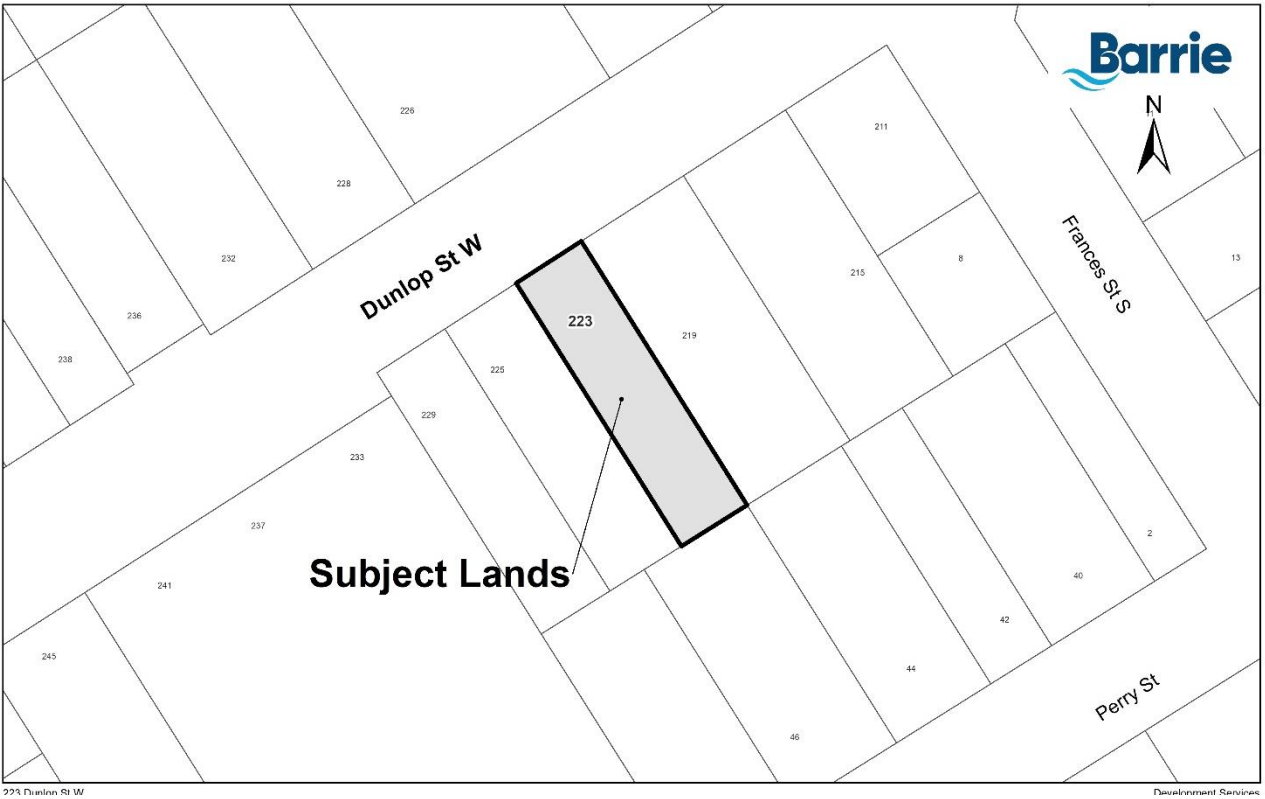 Barrie
N
11
226
211
228
Frances St S
232
Dunlop St W
8
13
215
236
223
219
238
225
229
233
237
2
Subject Lands
40
241
42
245
44
Perry St
46
223 Dunlop St W
Development Services